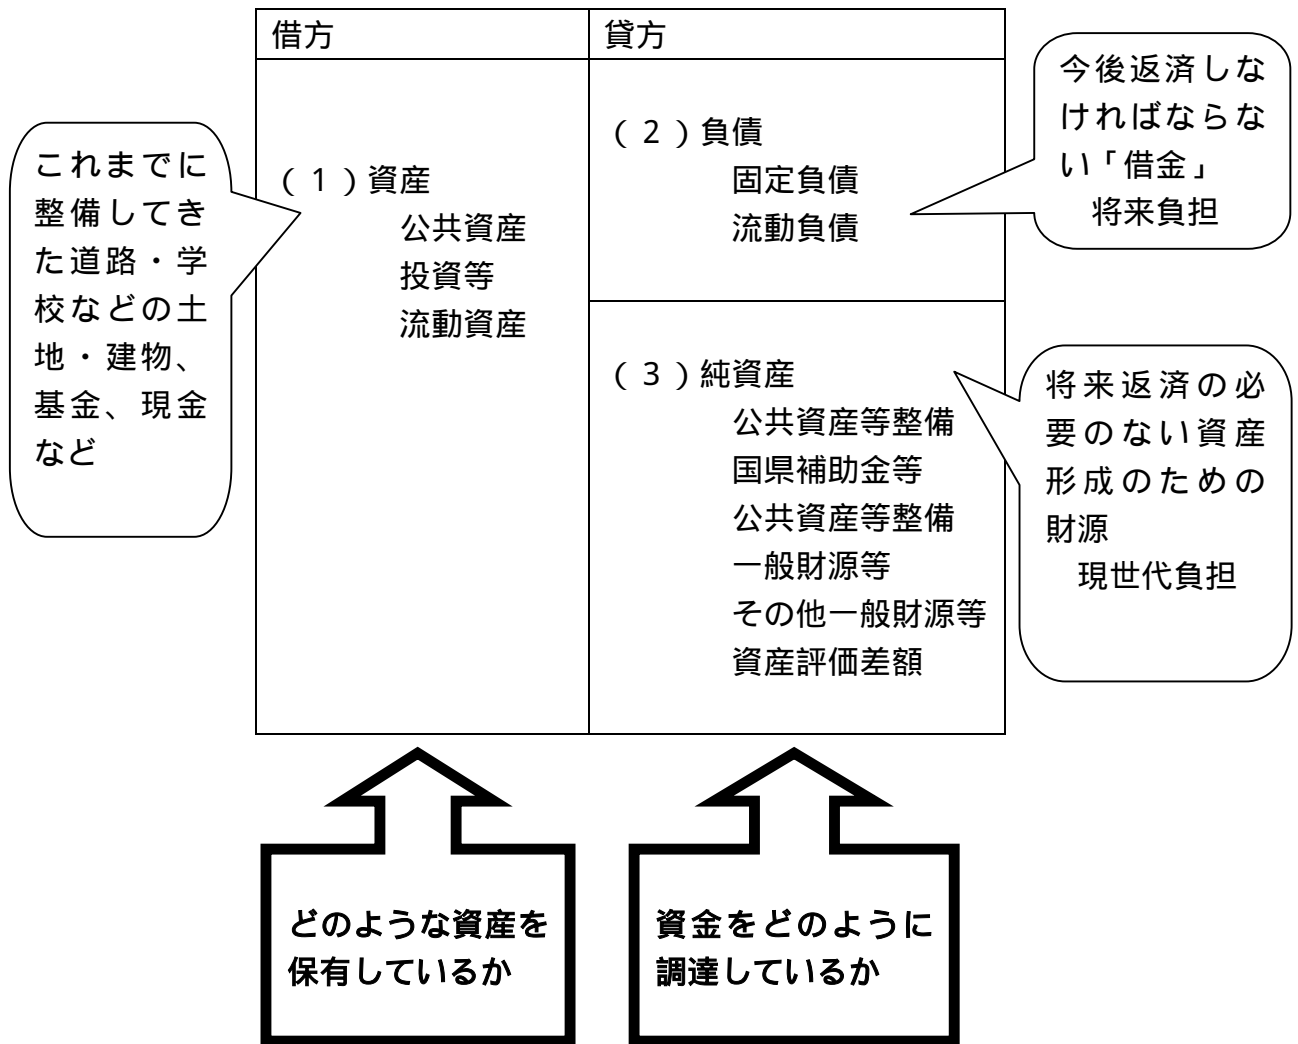 借方
貸方
これまでに
整備してき
た道路・学
校などの土
地・建物、
基金、現金
など
(1)資産
公共資産
投資等
流動資産
(2)負債
固定負債
流動負債
今後返済しな
ければならな
い「借金」
将来負担
(3)純資産
公共資産等整備
国県補助金等
公共資産等整備
一般財源等
その他一般財源等
資産評価差額
将来返済の必
要のない資産
形成のための
財源
現世代負担
どのような資産を
保有しているか
資金をどのように
調達しているか